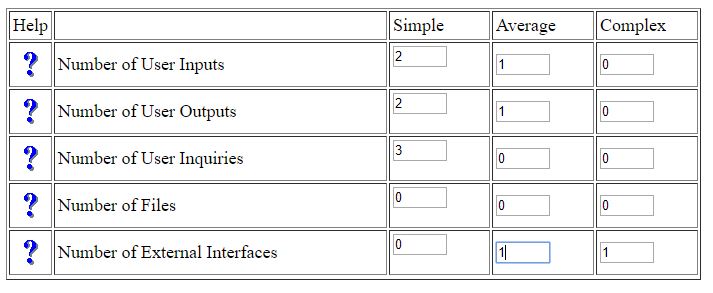 Help Simple Average Complex
? Number of User Inputs 2 1 0
? Number of User Outputs 2 1 0
? Number of User Inquiries 3 0 0
? Number of Files 0 0 0
? Number of External Interfaces 0 1 1